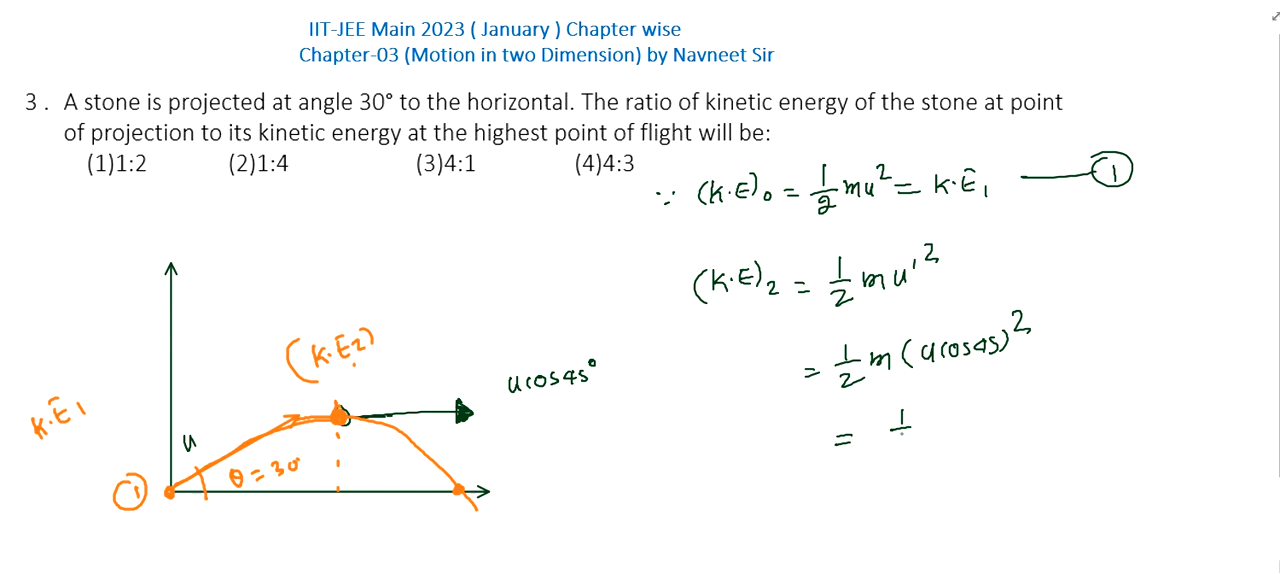 IIT-JEE Main 2023 ( January ) Chapter wise
Chapter-03 (Motion in two Dimension) by Navneet Sir
3 . A stone is projected at angle 30° to the horizontal. The ratio of kinetic energy of the stone at point
of projection to its kinetic energy at the highest point of flight will be:
(1)1:2 (2)1:4 (3)4:1 (4)4:3
∵ (K.E)₀ = 1/2 mu² = K.E₁ — ①
(K.E)₂ = 1/2 mu'²
= 1/2 m (ucos45)²
= 1
(K.E₂)
ucos45°
K.E₁
u
θ = 30°
①